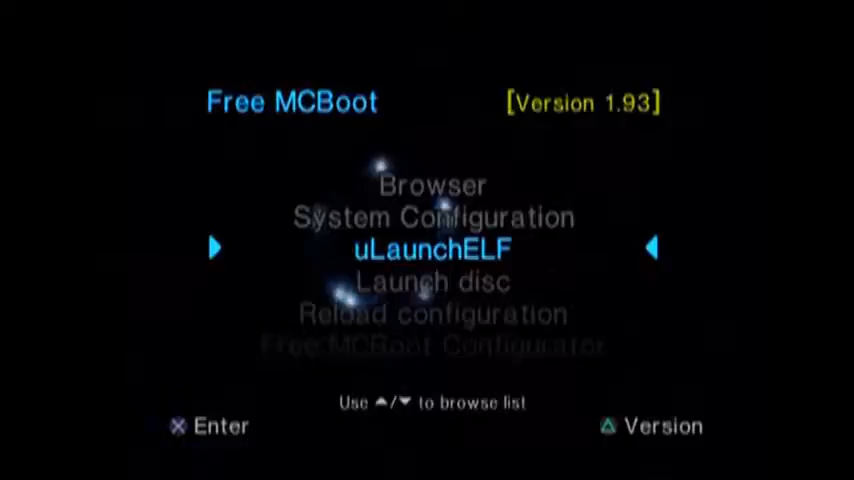 Free MCBoot [Version 1.93]
Browser
System Configuration
uLaunchELF
Launch disc
Reload configuration
Free MCBoot Configurator
Use ▲/▼ to browse list
Enter Version